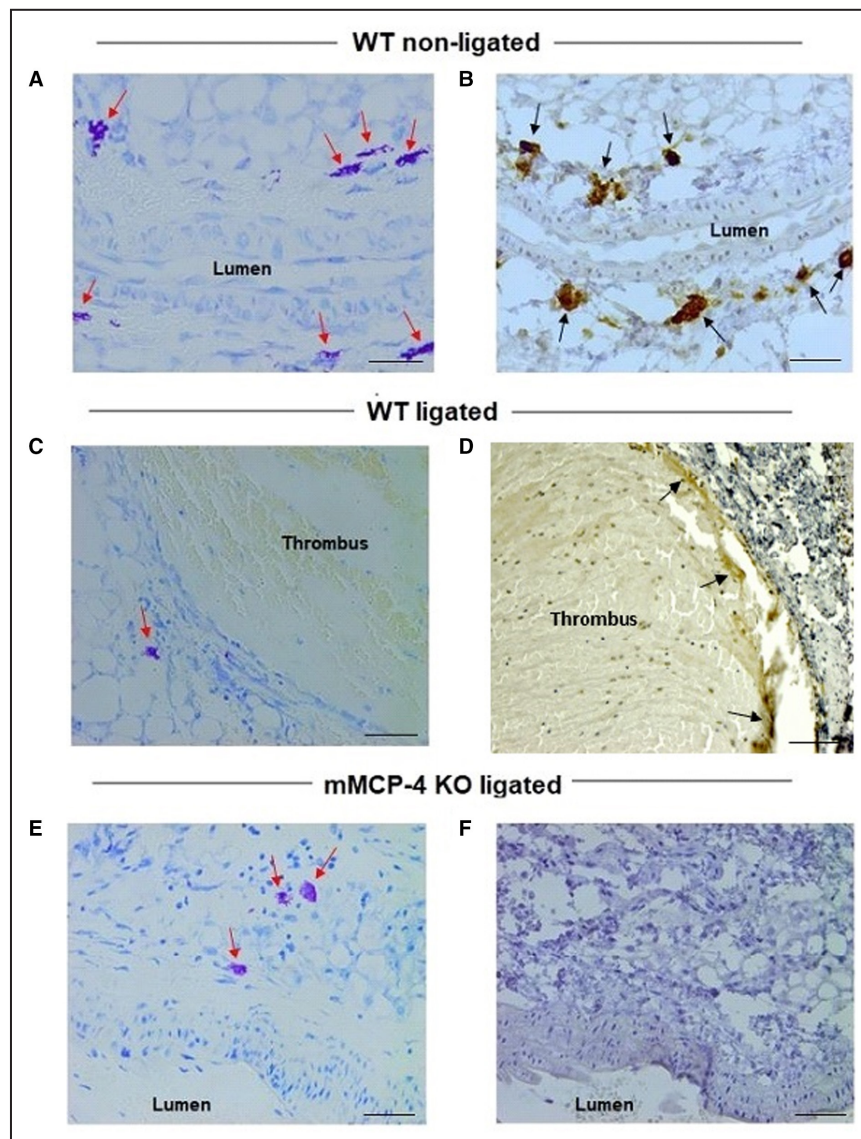 WT non-ligated
A
B
Lumen
Lumen
WT ligated
C
D
Thrombus
Thrombus
mMCP-4 KO ligated
E
F
Lumen
Lumen